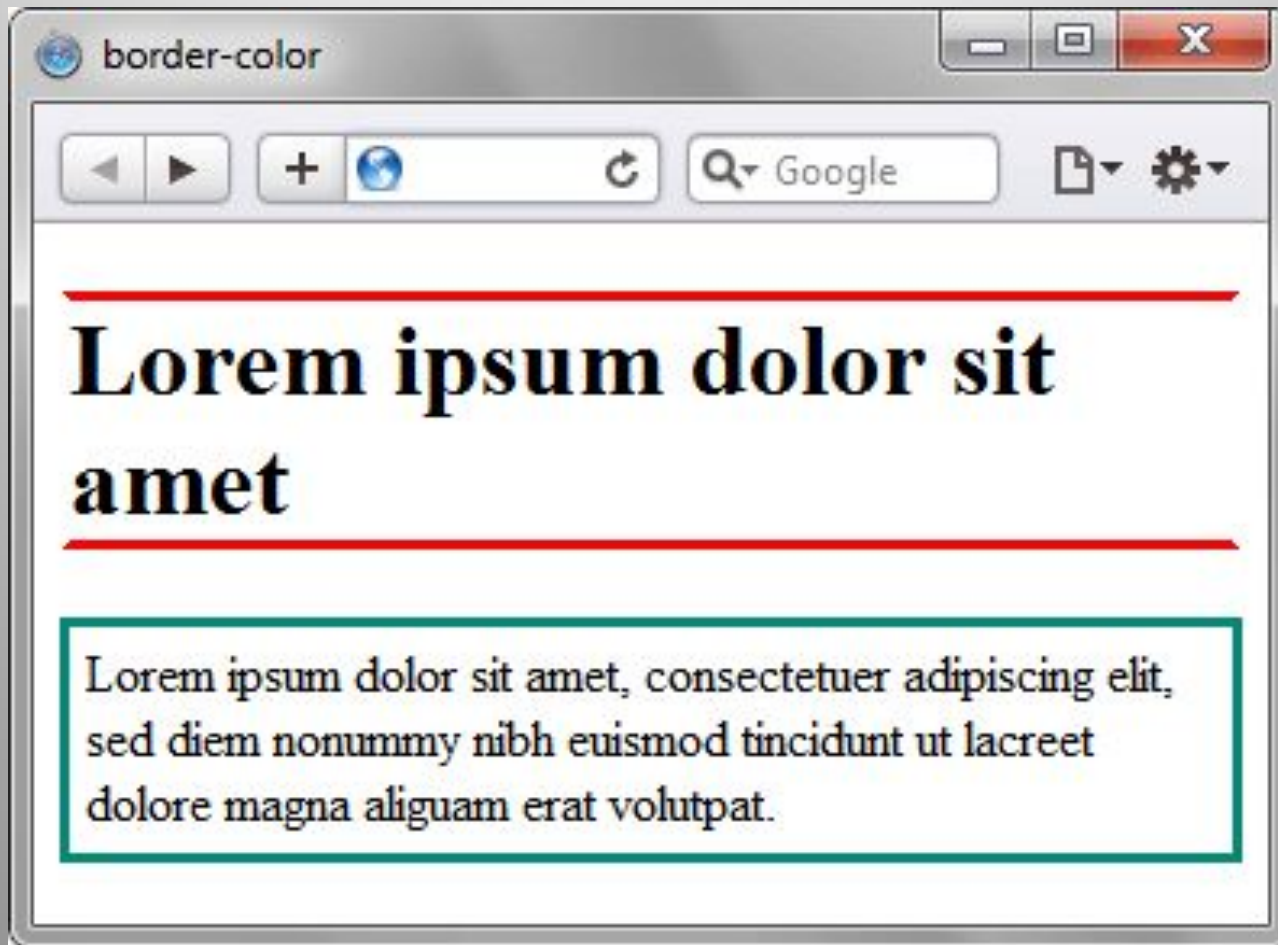 border-color
Google
Lorem ipsum dolor sit
amet
Lorem ipsum dolor sit amet, consectetuer adipiscing elit,
sed diem nonummy nibh euismod tincidunt ut lacreet
dolore magna aliguam erat volutpat.